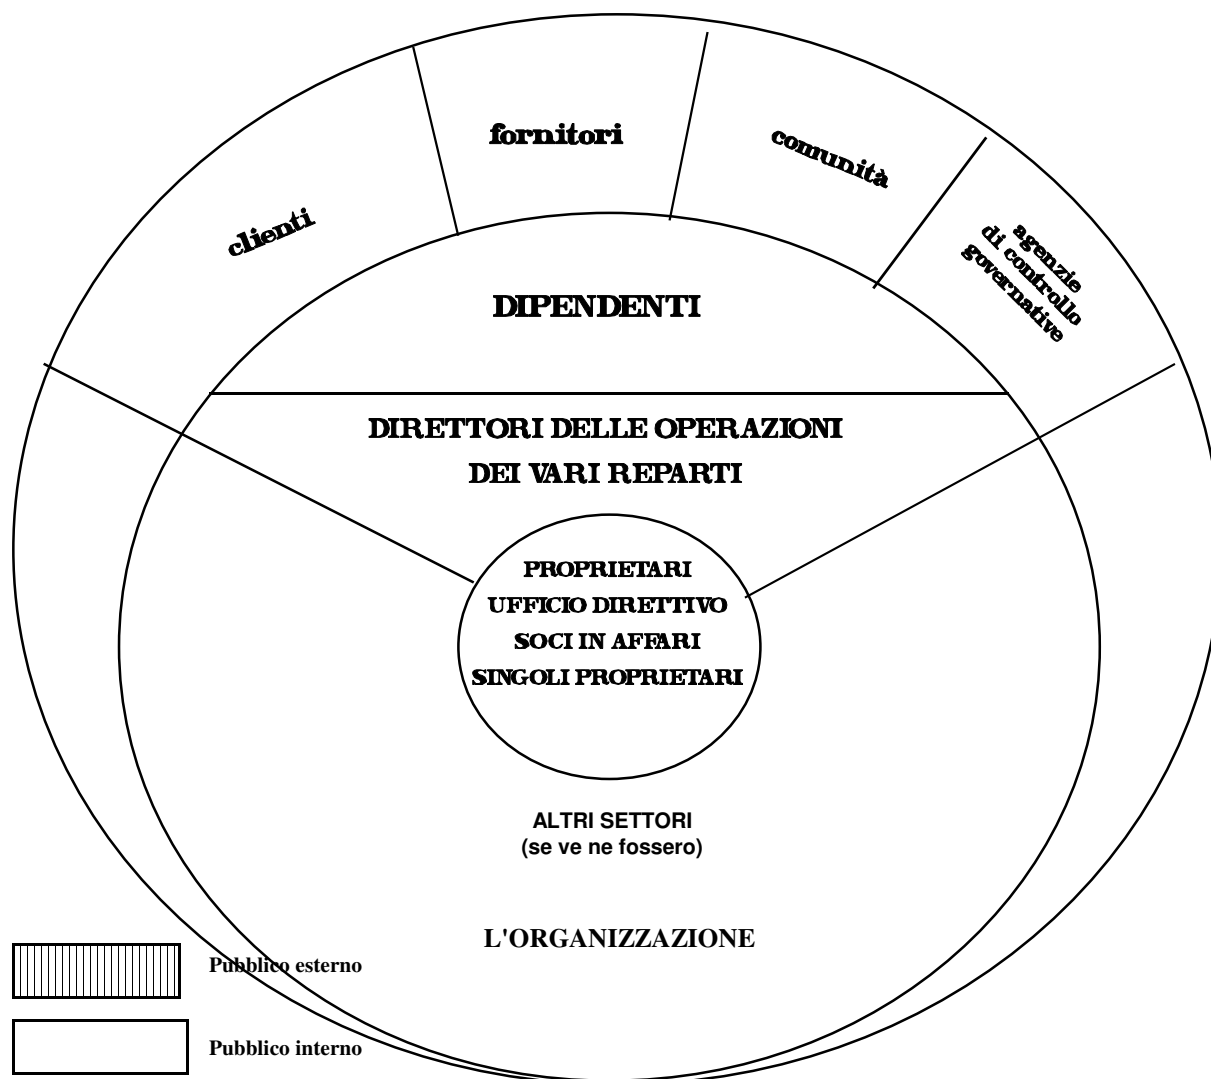 fornitori
comunità
clienti
agenzie
di controllo
governative
DIPENDENTI
DIRETTORI DELLE OPERAZIONI
DEI VARI REPARTI
PROPRIETARI
UFFICIO DIRETTIVO
SOCI IN AFFARI
SINGOLI PROPRIETARI
ALTRI SETTORI
(se ve ne fossero)
L'ORGANIZZAZIONE
Pubblico esterno
Pubblico interno